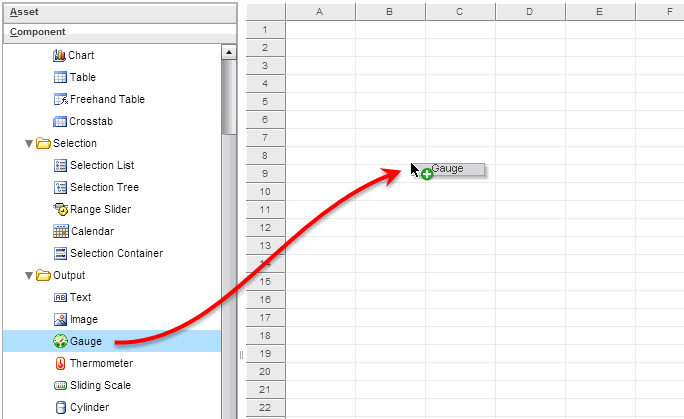 Asset
Component
Chart
Table
Freehand Table
Crosstab
Selection
Selection List
Selection Tree
Range Slider
Calendar
Selection Container
Output
Text
Image
Gauge
Thermometer
Sliding Scale
Cylinder
A B C D E F
1
2
3
4
5
6
7
8
9
Gauge
10
11
12
13
14
15
16
17
18
19
20
21
22